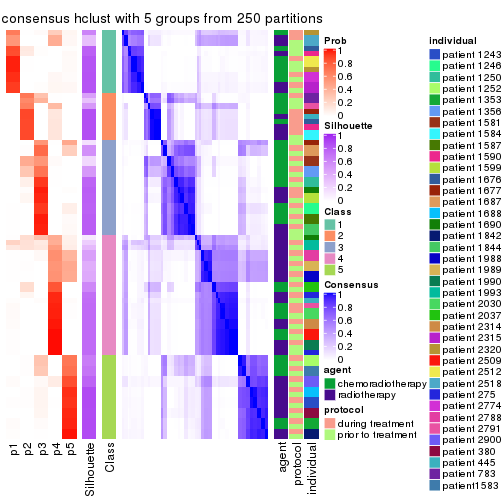 consensus hclust with 5 groups from 250 partitions
p1
p2
p3
p4
p5
Silhouette
Class
agent
protocol
individual
Prob
1
0.8
0.6
0.4
0.2
0
Silhouette
1
0.8
0.6
0.4
0.2
0
Class
1
2
3
4
5
Consensus
1
0.8
0.6
0.4
0.2
0
agent
chemoradiotherapy
radiotherapy
protocol
during treatment
prior to treatment
individual
patient 1243
patient 1246
patient 1250
patient 1252
patient 1353
patient 1356
patient 1581
patient 1584
patient 1587
patient 1590
patient 1599
patient 1676
patient 1677
patient 1687
patient 1688
patient 1690
patient 1842
patient 1844
patient 1988
patient 1989
patient 1990
patient 1993
patient 2030
patient 2037
patient 2314
patient 2315
patient 2320
patient 2509
patient 2512
patient 2518
patient 275
patient 2774
patient 2788
patient 2791
patient 2900
patient 380
patient 445
patient 783
patient1583